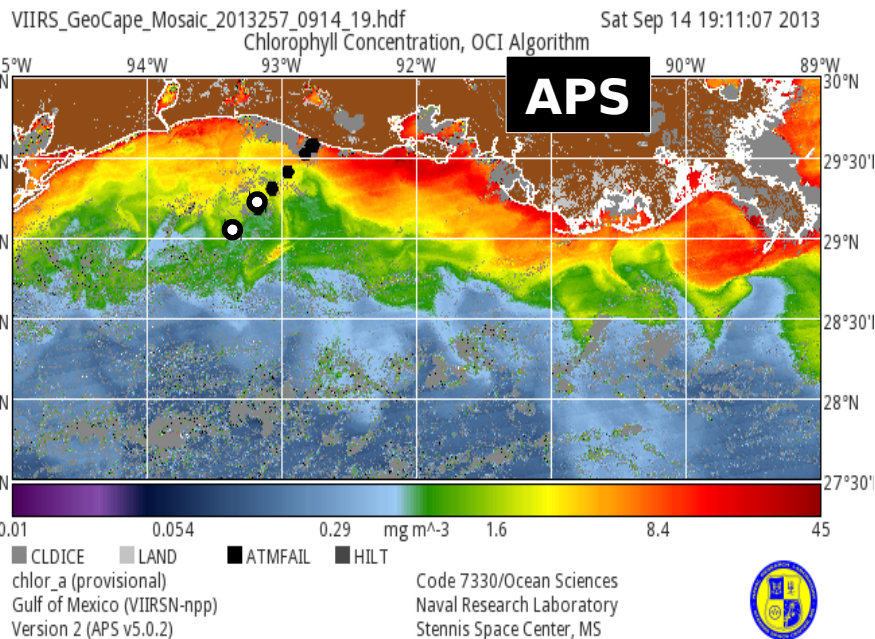 VIIRS_GeoCape_Mosaic_2013257_0914_19.hdf Sat Sep 14 19:11:07 2013
Chlorophyll Concentration, OCI Algorithm
5°W 94°W 93°W 92°W 90°W 89°W
APS
N 30°N
N 29°30'N
N 29°N
N 28°30'N
N 28°N
N 27°30'N
0.01 0.054 0.29 mg m^-3 1.6 8.4 45
CLDICE LAND ATMFAIL HILT
chlor_a (provisional) Code 7330/Ocean Sciences
Gulf of Mexico (VIIRSN-npp) Naval Research Laboratory
Version 2 (APS v5.0.2) Stennis Space Center, MS